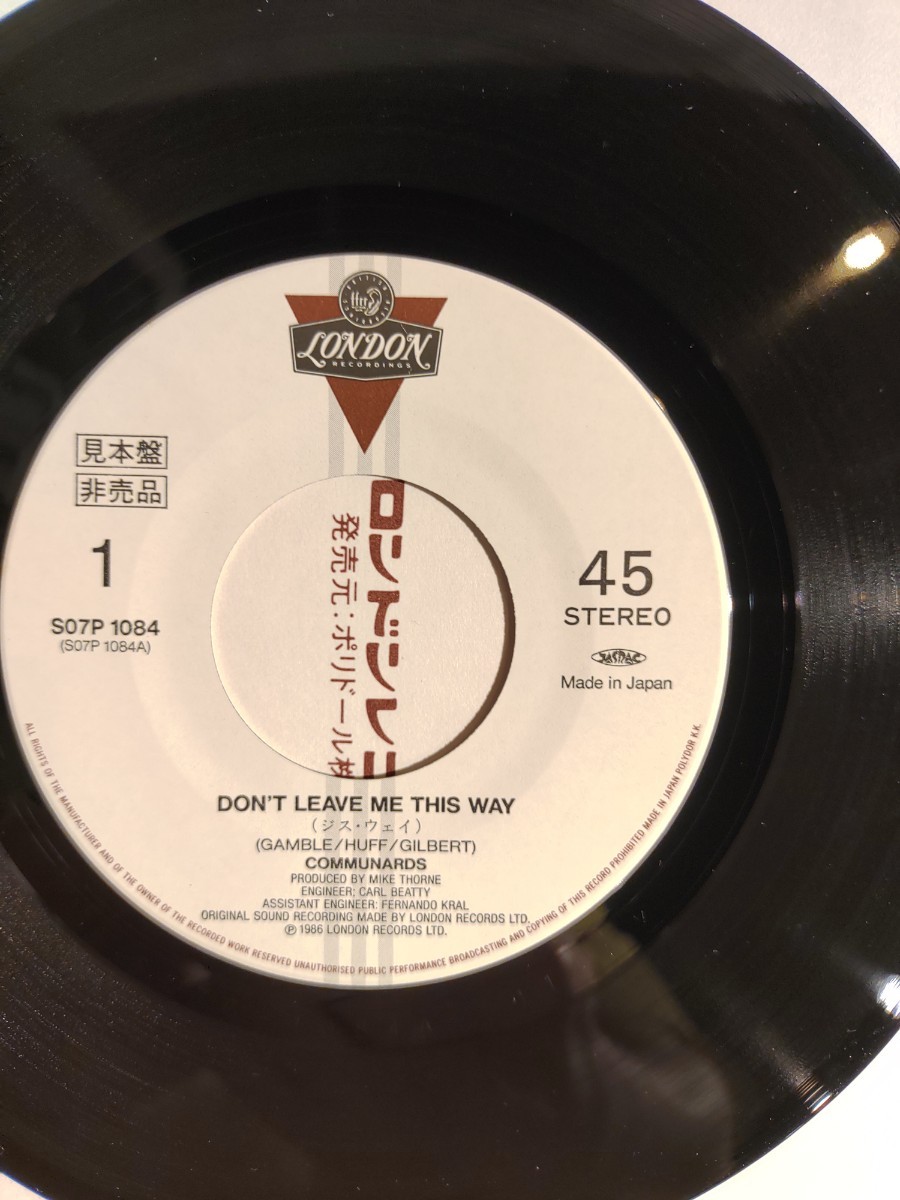 ffrr
LONDON
RECORDINGS
見本盤
非売品
1
S07P 1084
(S07P 1084A)
ロンドンレコ
発売元:ポリドール株
45
STEREO
JASRAC
Made in Japan
DON'T LEAVE ME THIS WAY
(ジス・ウェイ)
(GAMBLE/HUFF/GILBERT)
COMMUNARDS
PRODUCED BY MIKE THORNE
ENGINEER; CARL BEATTY
ASSISTANT ENGINEER: FERNANDO KRAL
ORIGINAL SOUND RECORDING MADE BY LONDON RECORDS LTD.
℗ 1986 LONDON RECORDS LTD.
ALL RIGHTS OF THE MANUFACTURER AND OF THE OWNER OF THE RECORDED WORK RESERVED UNAUTHORISED PUBLIC PERFORMANCE BROADCASTING AND COPYING OF THIS RECORD PROHIBITED MADE IN JAPAN POLYDOR K.K.